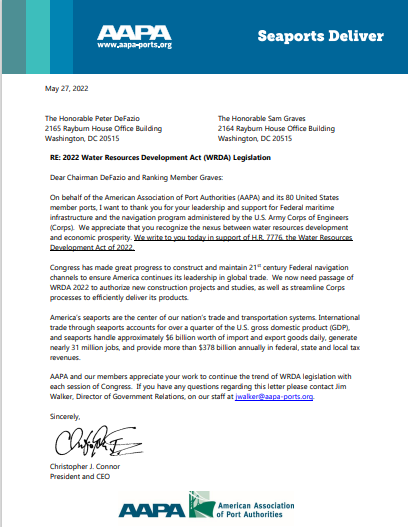 AAPA
www.aapa-ports.org
Seaports Deliver
May 27, 2022
The Honorable Peter DeFazio
2165 Rayburn House Office Building
Washington, DC 20515
The Honorable Sam Graves
2164 Rayburn House Office Building
Washington, DC 20515
RE: 2022 Water Resources Development Act (WRDA) Legislation
Dear Chairman DeFazio and Ranking Member Graves:
On behalf of the American Association of Port Authorities (AAPA) and its 80 United States
member ports, I want to thank you for your leadership and support for Federal maritime
infrastructure and the navigation program administered by the U.S. Army Corps of Engineers
(Corps). We appreciate that you recognize the nexus between water resources development
and economic prosperity. We write to you today in support of H.R. 7776, the Water Resources
Development Act of 2022.
Congress has made great progress to construct and maintain 21st century Federal navigation
channels to ensure America continues its leadership in global trade. We now need passage of
WRDA 2022 to authorize new construction projects and studies, as well as streamline Corps
processes to efficiently deliver its products.
America's seaports are the center of our nation's trade and transportation systems. International
trade through seaports accounts for over a quarter of the U.S. gross domestic product (GDP),
and seaports handle approximately $6 billion worth of import and export goods daily, generate
nearly 31 million jobs, and provide more than $378 billion annually in federal, state and local tax
revenues.
AAPA and our members appreciate your work to continue the trend of WRDA legislation with
each session of Congress. If you have any questions regarding this letter please contact Jim
Walker, Director of Government Relations, on our staff at jwalker@aapa-ports.org.
Sincerely,
Christopher J. Connor
President and CEO
AAPA
American Association
of Port Authorities